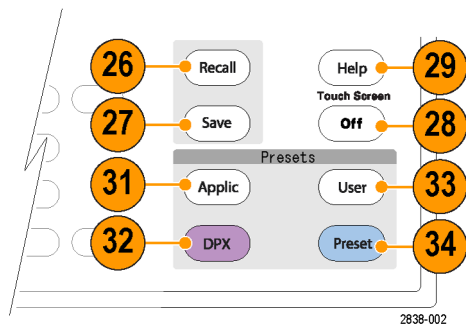 26 Recall Help 29
Touch Screen
27 Save Off 28
Presets
31 Applic User 33
32 DPX Preset 34
2838-002